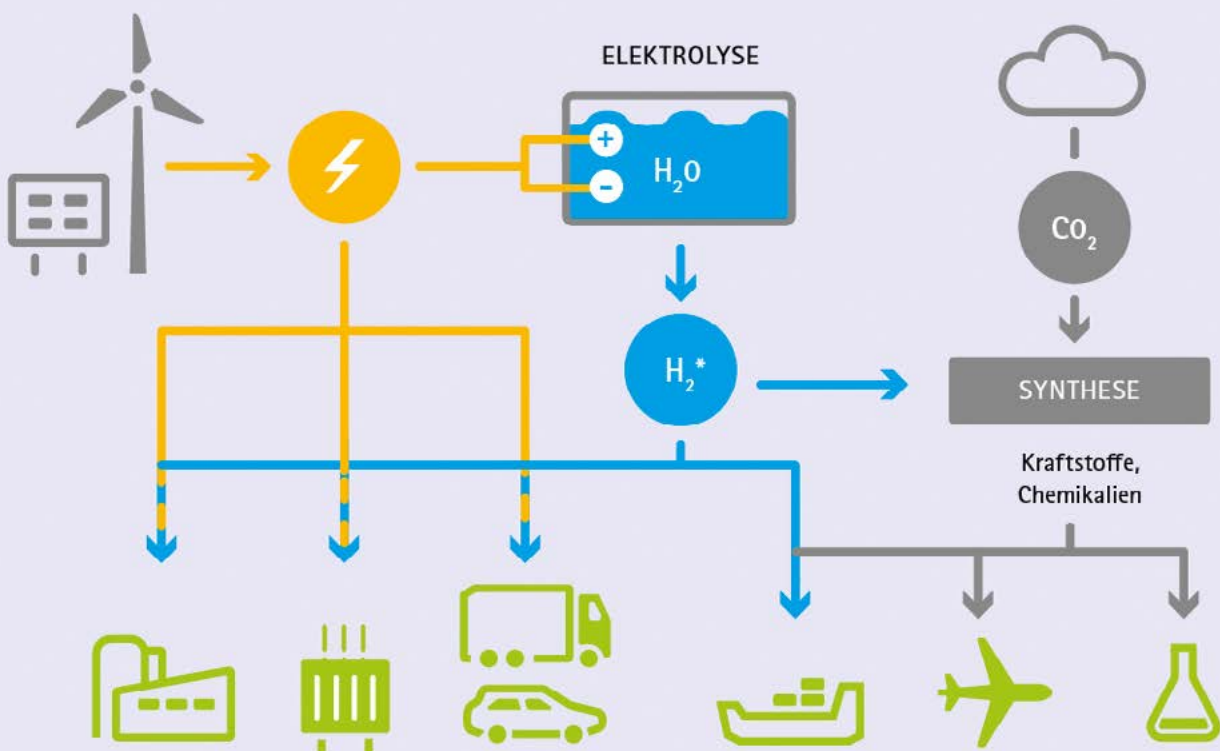 ELEKTROLYSE
+
H₂O
-
CO₂
H₂*
SYNTHESE
Kraftstoffe,
Chemikalien